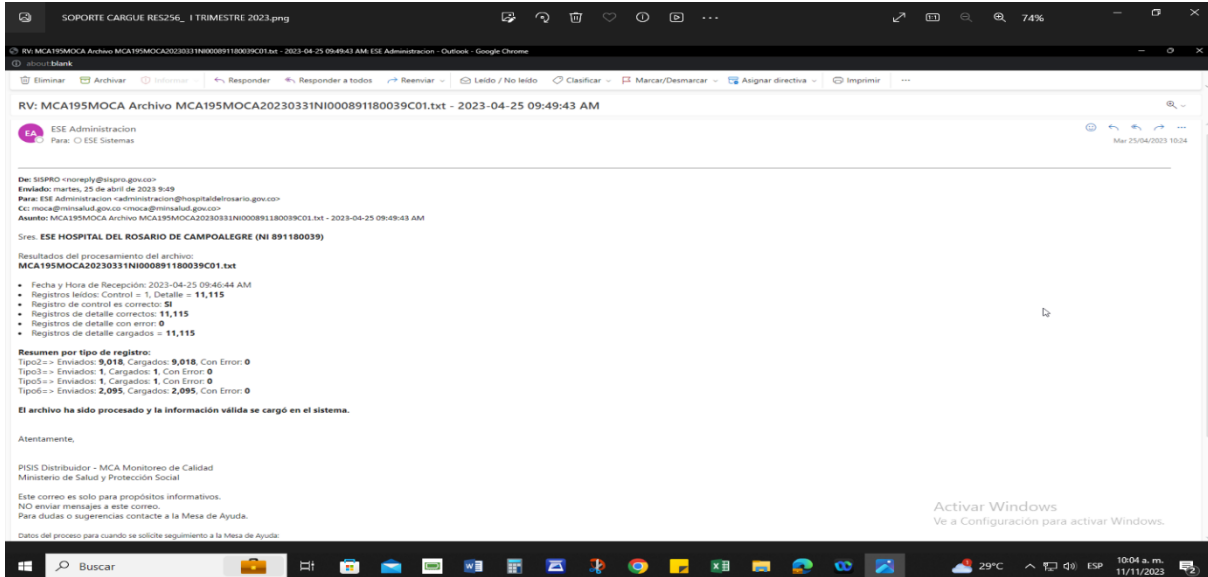 SOPORTE CARGUE RES256_ I TRIMESTRE 2023.png
74%
RV: MCA195MOCA Archivo MCA195MOCA20230331NI000891180039C01.txt - 2023-04-25 09:49:43 AM: ESE Administracion - Outlook - Google Chrome
about:blank
Eliminar Archivar Informar Responder Responder a todos Reenviar Leído / No leído Clasificar Marcar/Desmarcar Asignar directiva Imprimir
RV: MCA195MOCA Archivo MCA195MOCA20230331NI000891180039C01.txt - 2023-04-25 09:49:43 AM
EA
ESE Administracion
Para: ESE Sistemas
Mar 25/04/2023 10:24
De: SISPRO <noreply@sispro.gov.co>
Enviado: martes, 25 de abril de 2023 9:49
Para: ESE Administracion <administracion@hospitaldelrosario.gov.co>
Cc: moca@minsalud.gov.co <moca@minsalud.gov.co>
Asunto: MCA195MOCA Archivo MCA195MOCA20230331NI000891180039C01.txt - 2023-04-25 09:49:43 AM
Sres. ESE HOSPITAL DEL ROSARIO DE CAMPOALEGRE (NI 891180039)
Resultados del procesamiento del archivo:
MCA195MOCA20230331NI000891180039C01.txt
• Fecha y Hora de Recepción: 2023-04-25 09:46:44 AM
• Registros leídos: Control = 1, Detalle = 11,115
• Registro de control es correcto: SI
• Registros de detalle correctos: 11,115
• Registros de detalle con error: 0
• Registros de detalle cargados = 11,115
Resumen por tipo de registro:
Tipo2=> Enviados: 9,018, Cargados: 9,018, Con Error: 0
Tipo3=> Enviados: 1, Cargados: 1, Con Error: 0
Tipo5=> Enviados: 1, Cargados: 1, Con Error: 0
Tipo6=> Enviados: 2,095, Cargados: 2,095, Con Error: 0
El archivo ha sido procesado y la información válida se cargó en el sistema.
Atentamente,
PISIS Distribuidor - MCA Monitoreo de Calidad
Ministerio de Salud y Protección Social
Este correo es solo para propósitos informativos.
NO enviar mensajes a este correo.
Para dudas o sugerencias contacte a la Mesa de Ayuda.
Datos del proceso para cuando se solicite seguimiento a la Mesa de Ayuda:
Activar Windows
Ve a Configuración para activar Windows.
Buscar
29°C
ESP
10:04 a. m.
11/11/2023
2